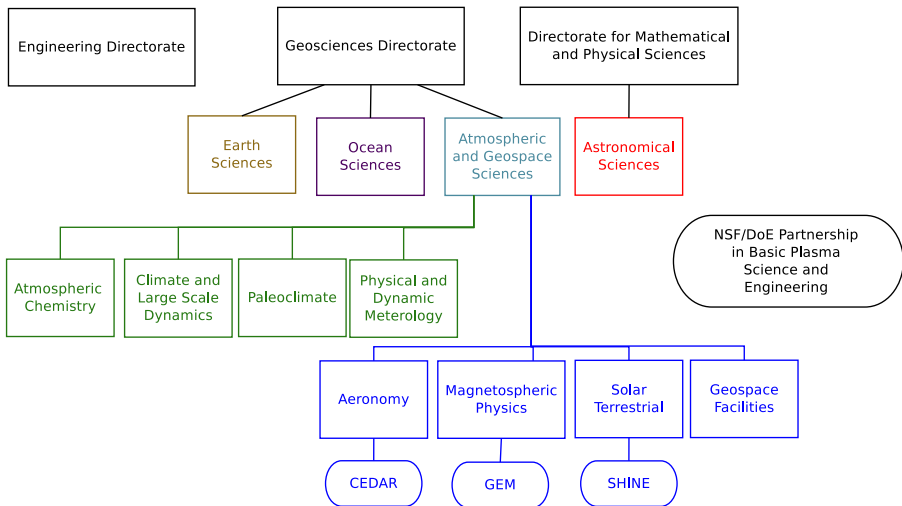 Engineering Directorate
Geosciences Directorate
Directorate for Mathematical
and Physical Sciences
Earth
Sciences
Ocean
Sciences
Atmospheric
and Geospace
Sciences
Astronomical
Sciences
NSF/DoE Partnership
in Basic Plasma
Science and
Engineering
Atmospheric
Chemistry
Climate and
Large Scale
Dynamics
Paleoclimate
Physical and
Dynamic
Meterology
Aeronomy
Magnetospheric
Physics
Solar
Terrestrial
Geospace
Facilities
CEDAR
GEM
SHINE